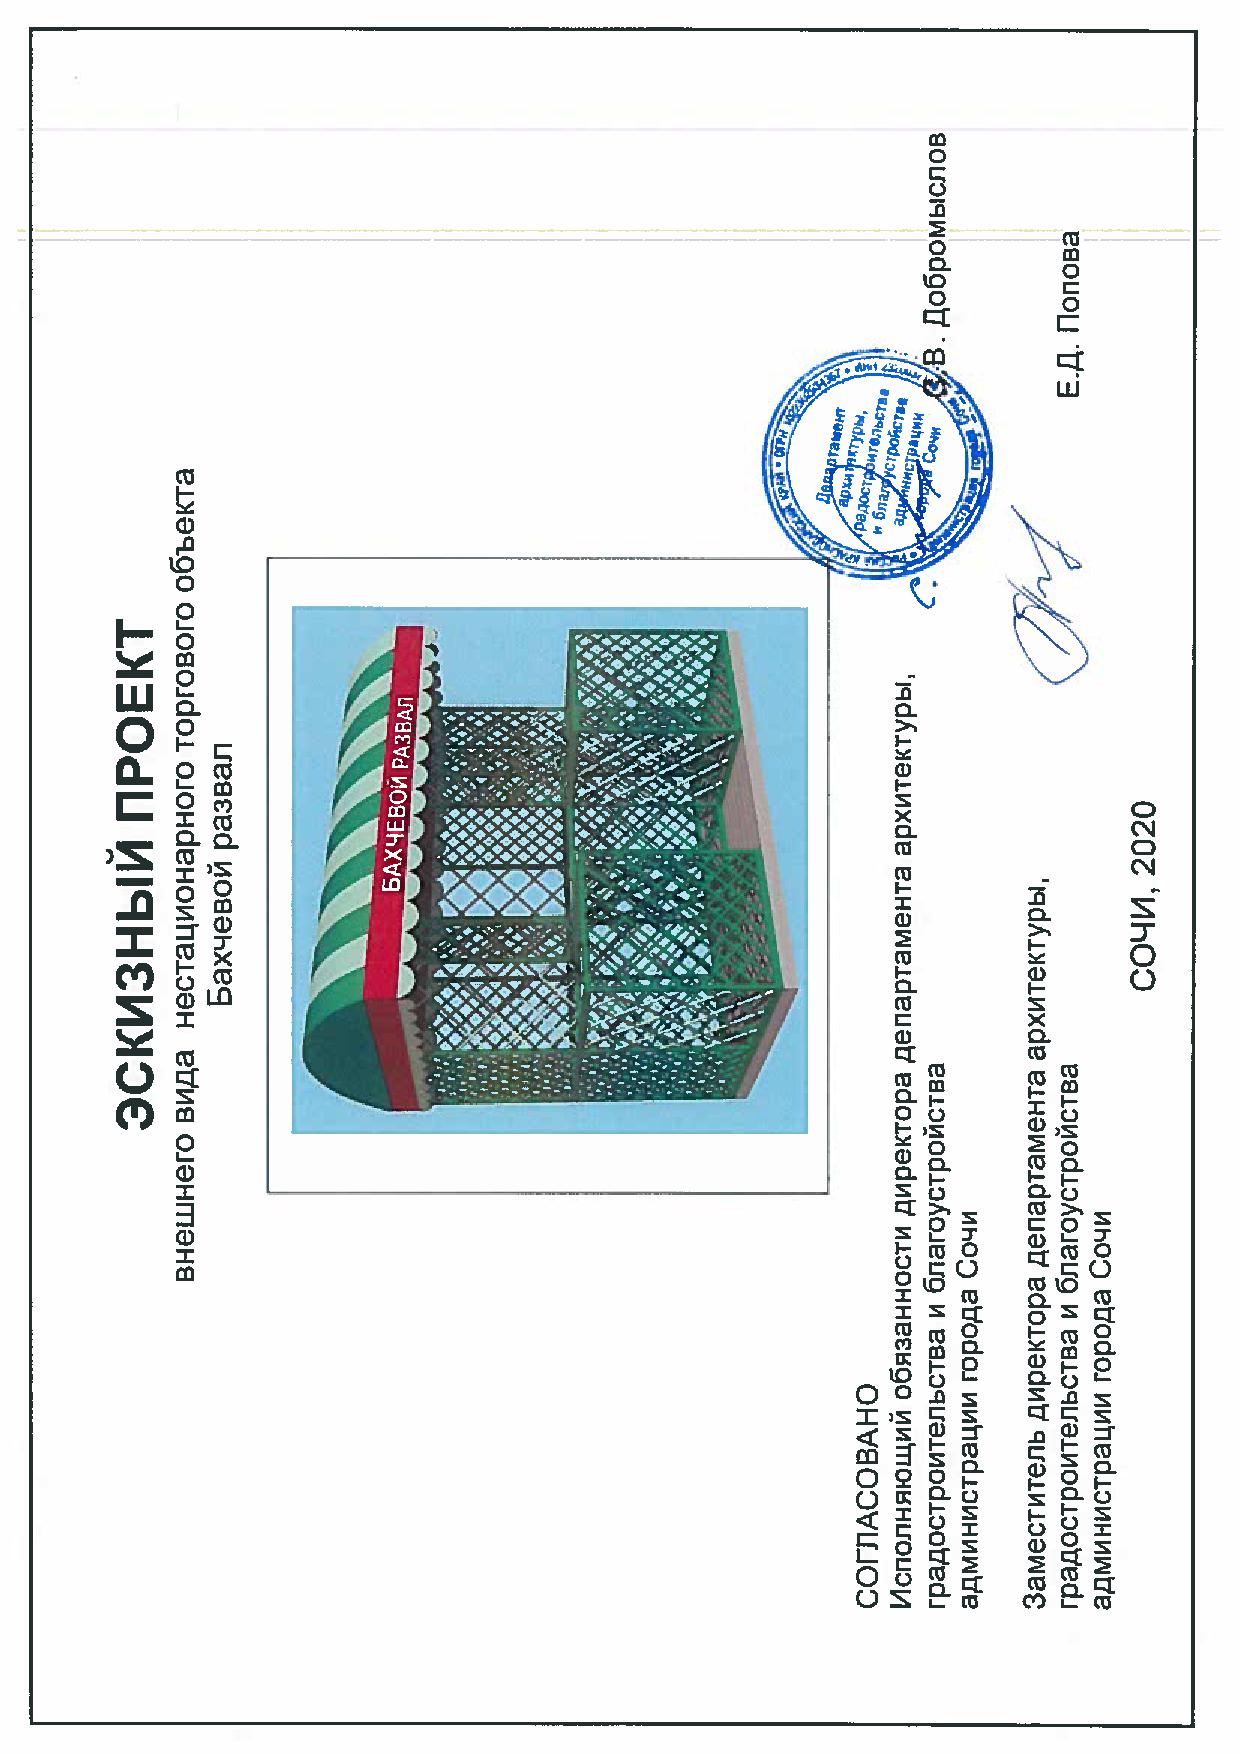 ЭСКИЗНЫЙ ПРОЕКТ
внешнего вида нестационарного торгового объекта
Бахчевой развал
БАХЧЕВОЙ РАЗВАЛ
СОГЛАСОВАНО
Исполняющий обязанности директора департамента архитектуры,
градостроительства и благоустройства
администрации города Сочи
С.В. Добромыслов
Департамент
архитектуры,
градостроительства
и благоустройства
администрации
города Сочи
Заместитель директора департамента архитектуры,
градостроительства и благоустройства
администрации города Сочи
Е.Д. Попова
СОЧИ, 2020